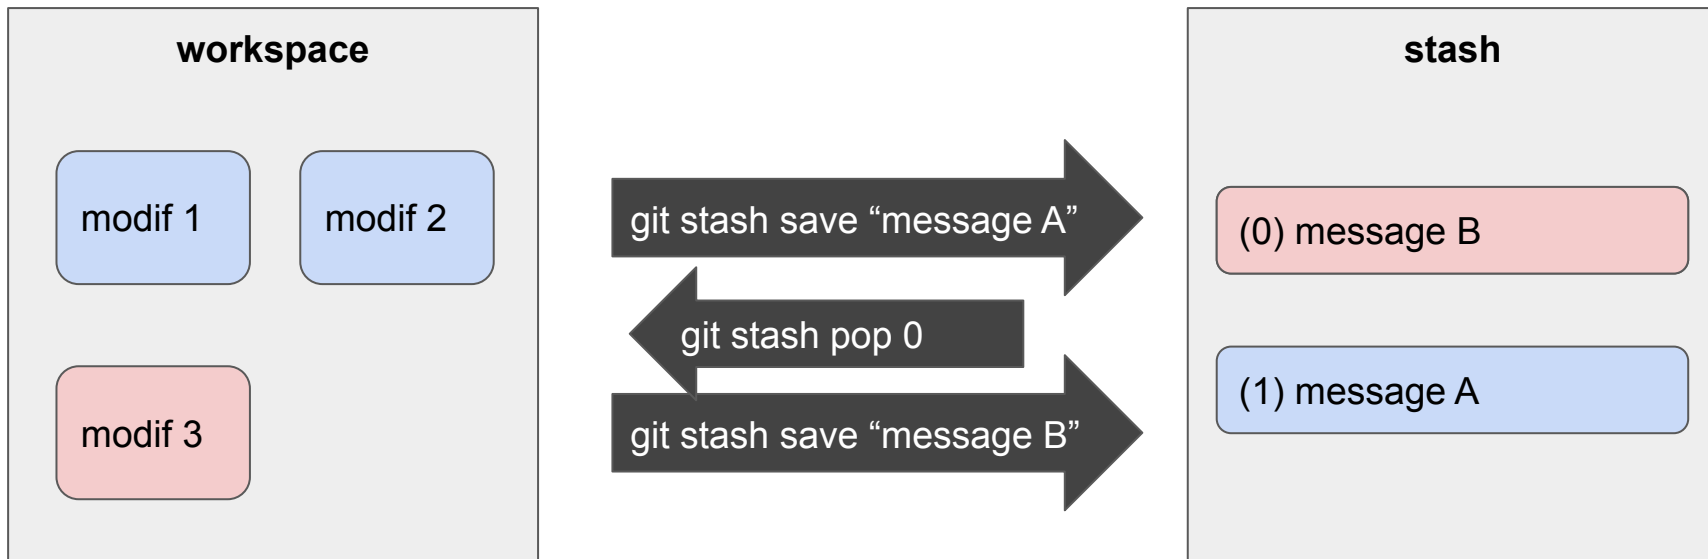 workspace
modif 1
modif 2
modif 3
git stash save “message A”
git stash pop 0
git stash save “message B”
stash
(0) message B
(1) message A